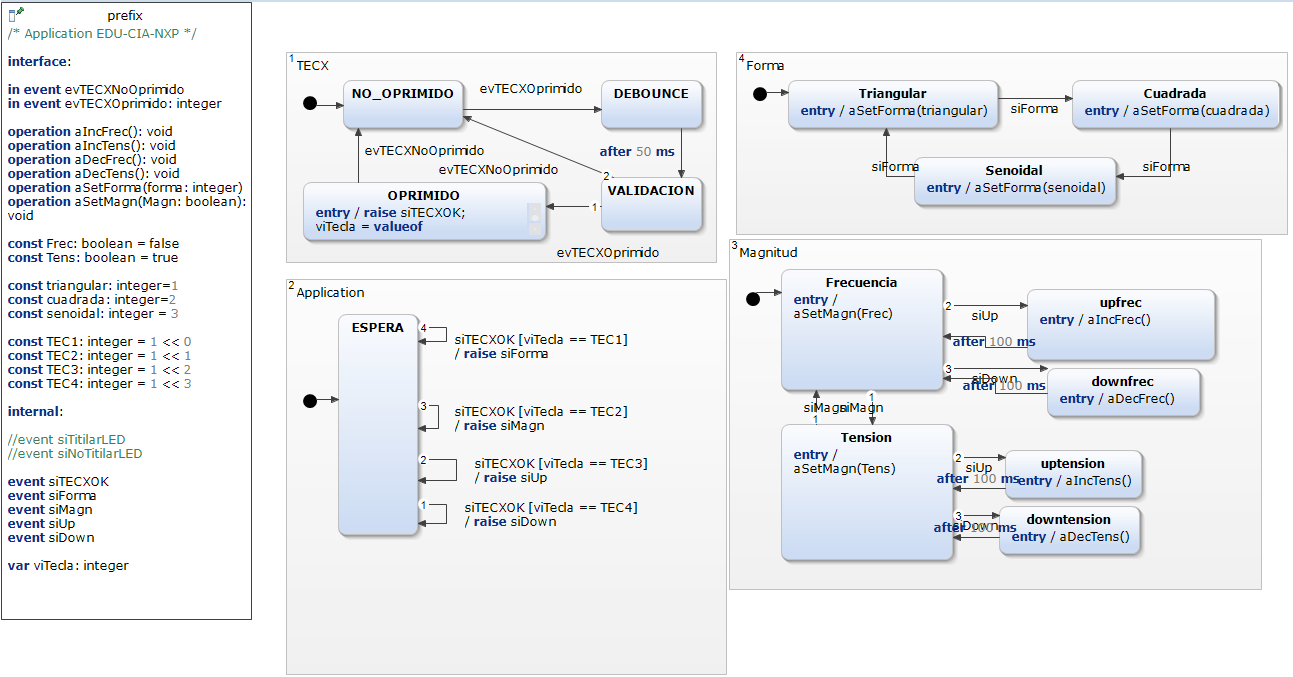 prefix
/* Application EDU-CIA-NXP */
interface:
in event evTECXNoOprimido
in event evTECXOprimido: integer
operation aIncFrec(): void
operation aIncTens(): void
operation aDecFrec(): void
operation aDecTens(): void
operation aSetForma(forma: integer)
operation aSetMagn(Magn: boolean):
void
const Frec: boolean = false
const Tens: boolean = true
const triangular: integer=1
const cuadrada: integer=2
const senoidal: integer = 3
const TEC1: integer = 1 << 0
const TEC2: integer = 1 << 1
const TEC3: integer = 1 << 2
const TEC4: integer = 1 << 3
internal:
//event siTitilarLED
//event siNoTitilarLED
event siTECXOK
event siForma
event siMagn
event siUp
event siDown
var viTecla: integer
1
TECX
NO_OPRIMIDO
evTECXOprimido
DEBOUNCE
after 50 ms
evTECXNoOprimido
evTECXNoOprimido
2
VALIDACION
1
OPRIMIDO
entry / raise siTECXOK;
viTecla = valueof
evTECXOprimido
2
Application
ESPERA
4
siTECXOK [viTecla == TEC1]
/ raise siForma
3
siTECXOK [viTecla == TEC2]
/ raise siMagn
2
siTECXOK [viTecla == TEC3]
/ raise siUp
1
siTECXOK [viTecla == TEC4]
/ raise siDown
4
Forma
Triangular
entry / aSetForma(triangular)
siForma
Cuadrada
entry / aSetForma(cuadrada)
siForma
Senoidal
entry / aSetForma(senoidal)
siForma
3
Magnitud
Frecuencia
entry /
aSetMagn(Frec)
2
siUp
upfrec
entry / aIncFrec()
after 100 ms
3
siDown
after 100 ms
downfrec
entry / aDecFrec()
siMagn
1
siMagn
1
Tension
entry /
aSetMagn(Tens)
2
siUp
after 100 ms
uptension
entry / aIncTens()
3
siDown
after 100 ms
downtension
entry / aDecTens()